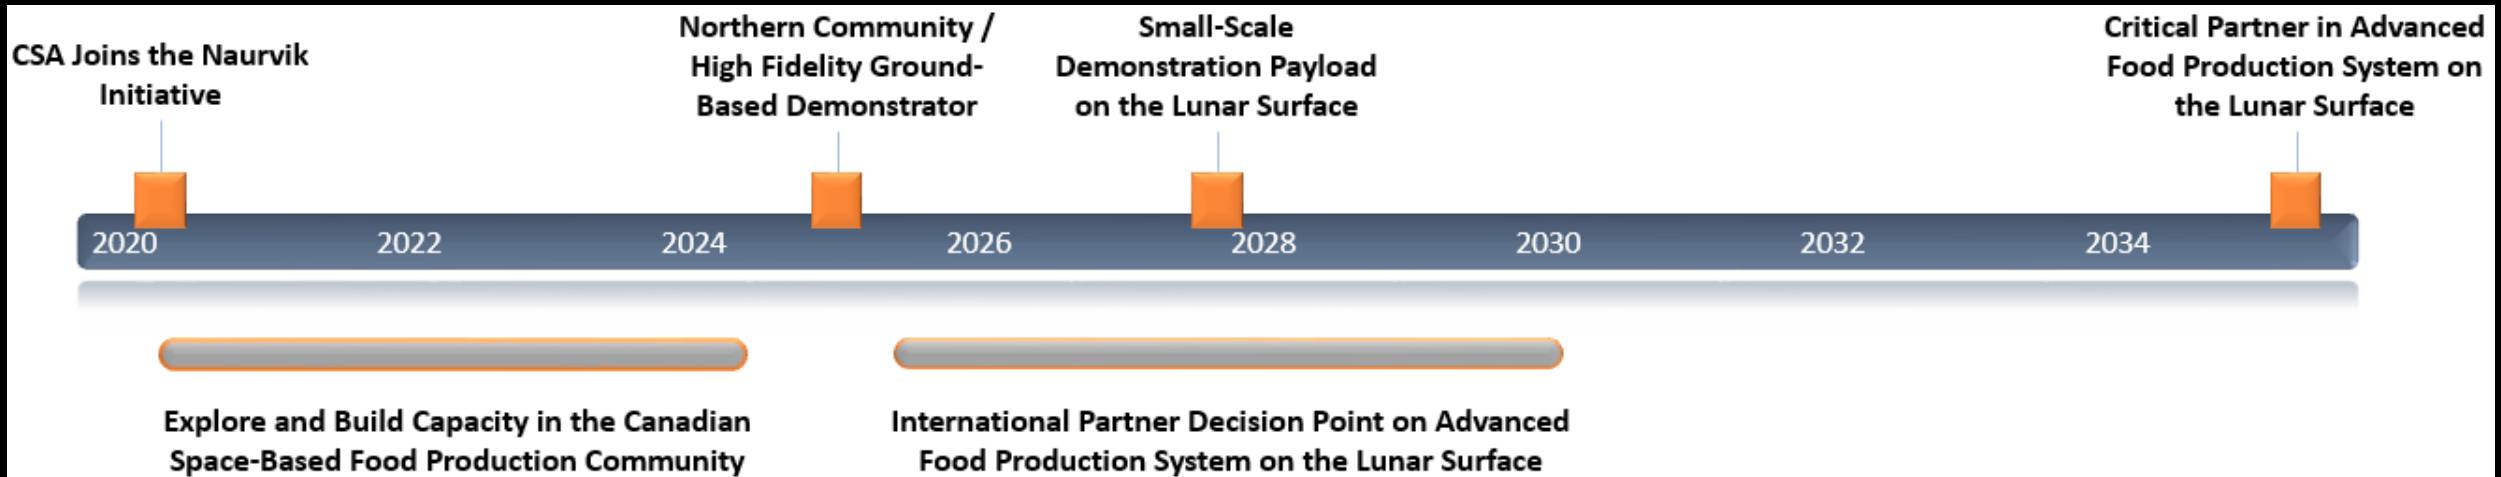 CSA Joins the Naurvik
Initiative
Northern Community /
High Fidelity Ground-
Based Demonstrator
Small-Scale
Demonstration Payload
on the Lunar Surface
Critical Partner in Advanced
Food Production System on
the Lunar Surface
2020 2022 2024 2026 2028 2030 2032 2034
Explore and Build Capacity in the Canadian
Space-Based Food Production Community
International Partner Decision Point on Advanced
Food Production System on the Lunar Surface